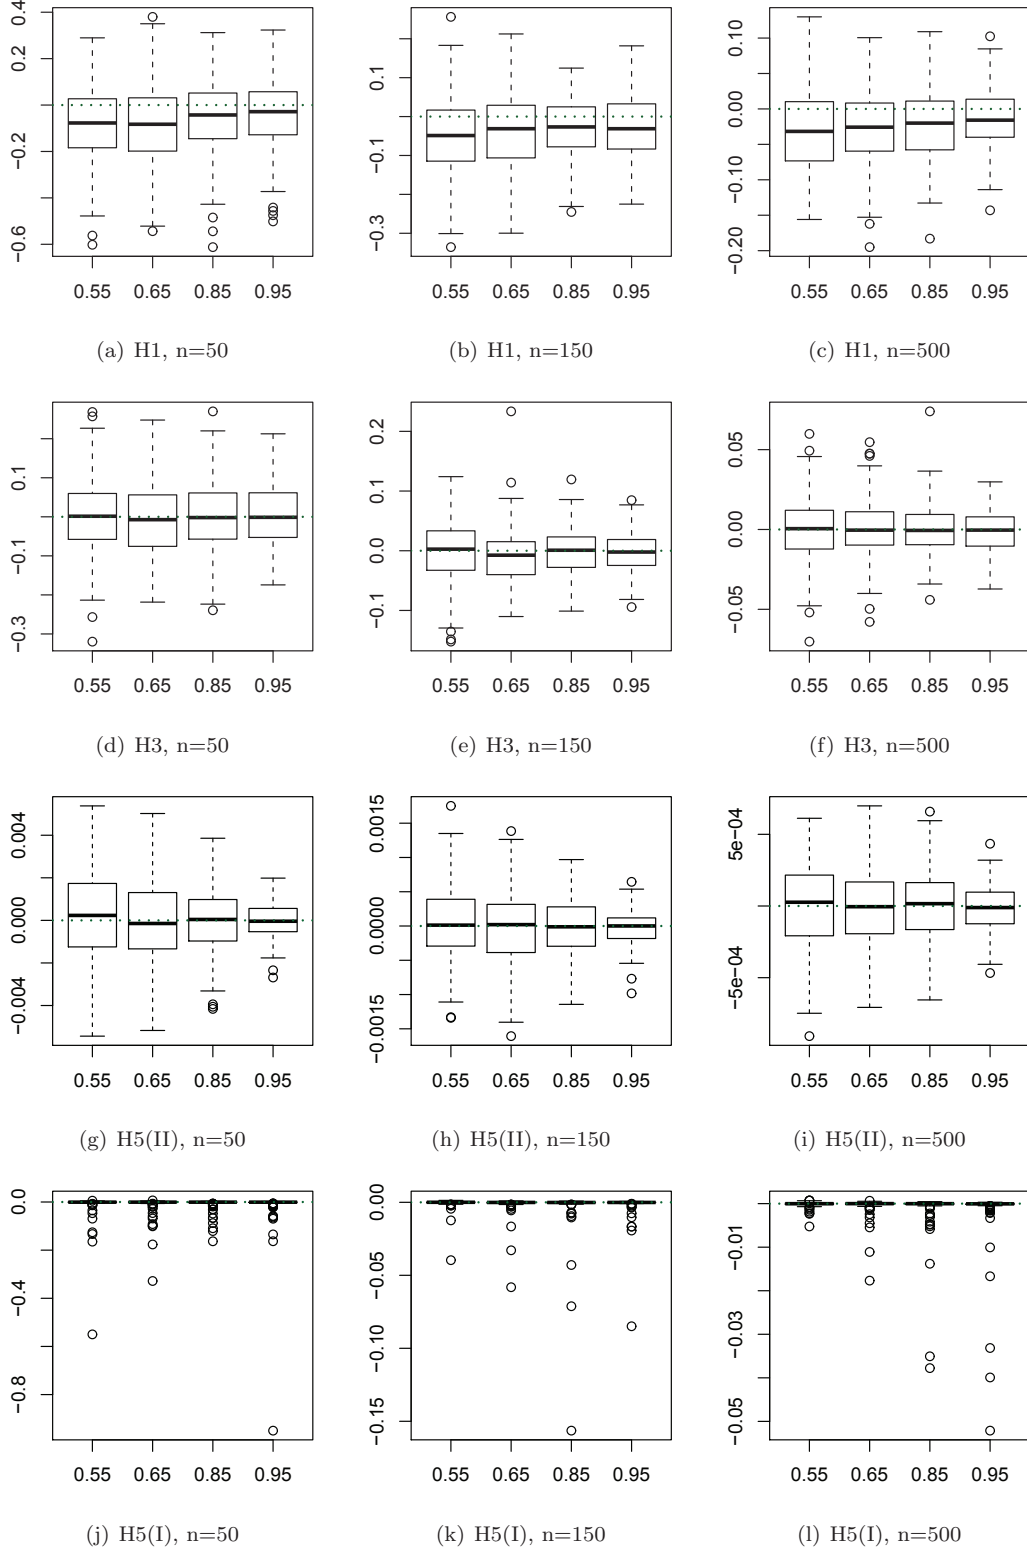 0.4
0.2
−0.2
−0.6
0.55 0.65 0.85 0.95
(a) H1, n=50
0.1
−0.1
−0.3
0.55 0.65 0.85 0.95
(b) H1, n=150
0.10
0.00
−0.10
−0.20
0.55 0.65 0.85 0.95
(c) H1, n=500
0.1
−0.1
−0.3
0.55 0.65 0.85 0.95
(d) H3, n=50
0.2
0.1
0.0
−0.1
0.55 0.65 0.85 0.95
(e) H3, n=150
0.05
0.00
−0.05
0.55 0.65 0.85 0.95
(f) H3, n=500
0.004
0.000
−0.004
0.55 0.65 0.85 0.95
(g) H5(II), n=50
0.0015
0.0000
−0.0015
0.55 0.65 0.85 0.95
(h) H5(II), n=150
5e−04
−5e−04
0.55 0.65 0.85 0.95
(i) H5(II), n=500
0.0
−0.4
−0.8
0.55 0.65 0.85 0.95
(j) H5(I), n=50
0.00
−0.05
−0.10
−0.15
0.55 0.65 0.85 0.95
(k) H5(I), n=150
−0.01
−0.03
−0.05
0.55 0.65 0.85 0.95
(l) H5(I), n=500